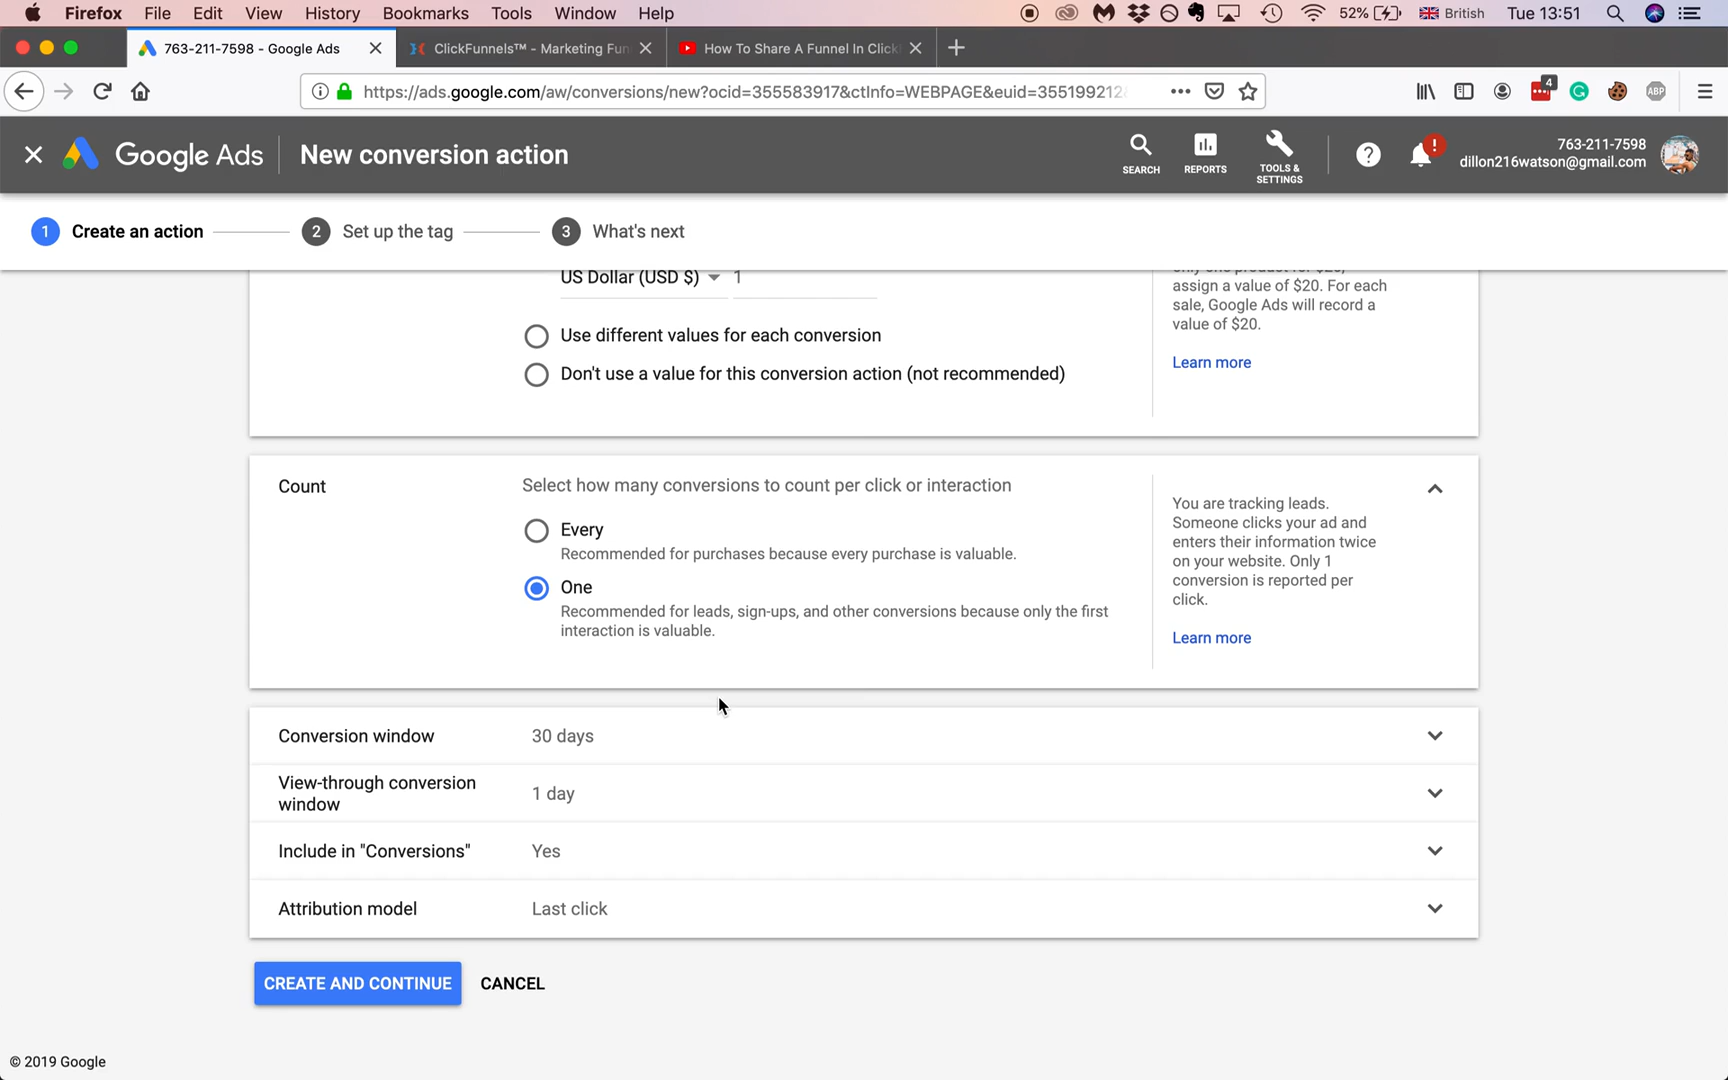 Firefox File Edit View History Bookmarks Tools Window Help 52% British Tue 13:51
763-211-7598 - Google Ads ClickFunnels™ - Marketing Fun How To Share A Funnel In Click
https://ads.google.com/aw/conversions/new?ocid=355583917&ctInfo=WEBPAGE&euid=355199212 4 ABP
Google Ads New conversion action SEARCH REPORTS TOOLS & SETTINGS ? ! 763-211-7598
dillon216watson@gmail.com
1 Create an action 2 Set up the tag 3 What's next
US Dollar (USD $) 1
Use different values for each conversion
Don't use a value for this conversion action (not recommended)
only one product for $20,
assign a value of $20. For each
sale, Google Ads will record a
value of $20.
Learn more
Count
Select how many conversions to count per click or interaction
Every
Recommended for purchases because every purchase is valuable.
One
Recommended for leads, sign-ups, and other conversions because only the first
interaction is valuable.
You are tracking leads.
Someone clicks your ad and
enters their information twice
on your website. Only 1
conversion is reported per
click.
Learn more
Conversion window 30 days
View-through conversion
window
1 day
Include in "Conversions" Yes
Attribution model Last click
CREATE AND CONTINUE CANCEL
© 2019 Google